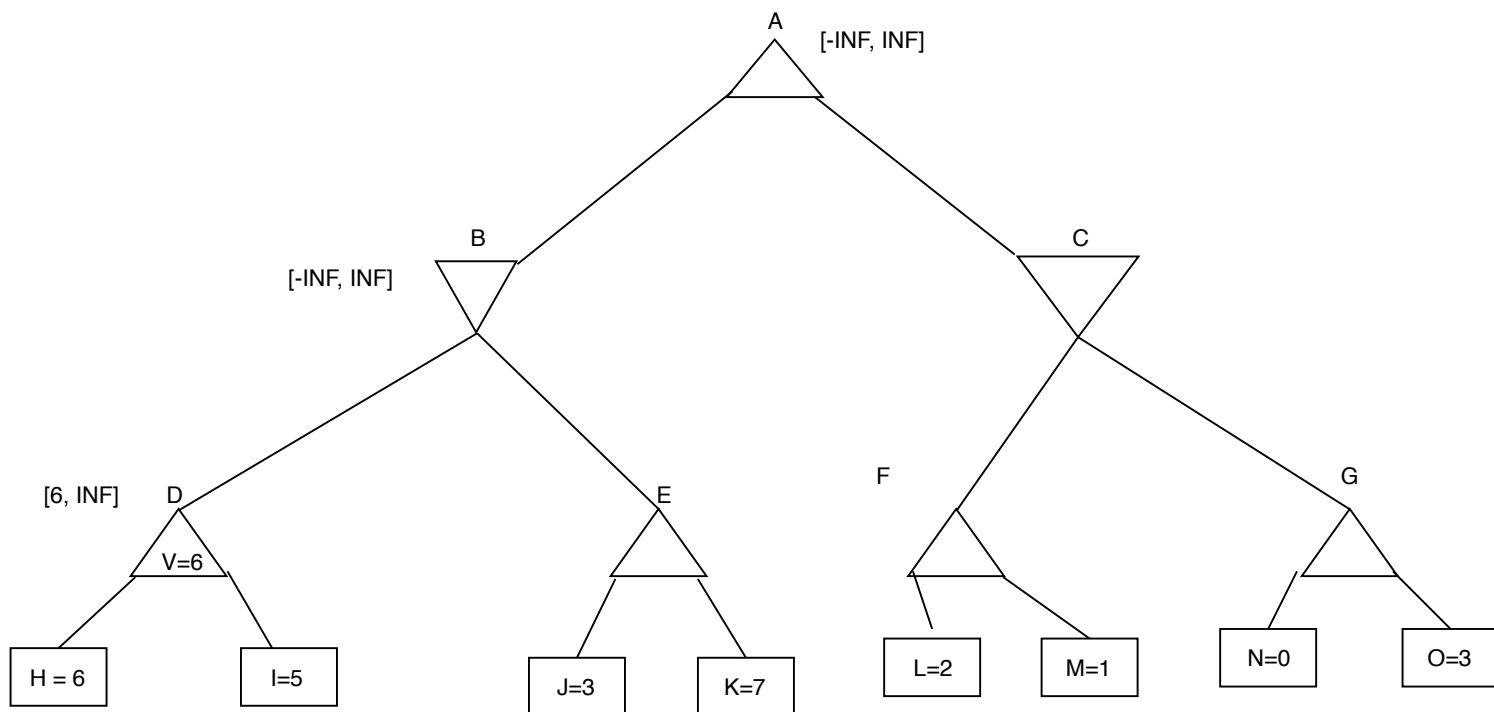 A
[-INF, INF]
B
C
[-INF, INF]
F
G
[6, INF]
D
E
V=6
H = 6
I=5
J=3
K=7
L=2
M=1
N=0
O=3